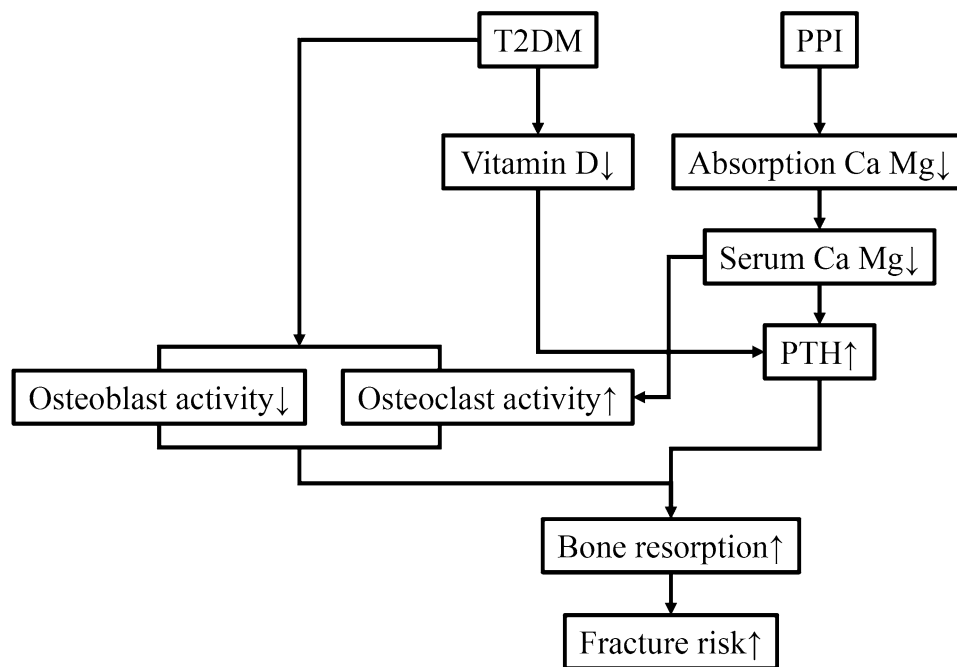 T2DM
PPI
Vitamin D↓
Absorption Ca Mg↓
Serum Ca Mg↓
PTH↑
Osteoblast activity↓
Osteoclast activity↑
Bone resorption↑
Fracture risk↑